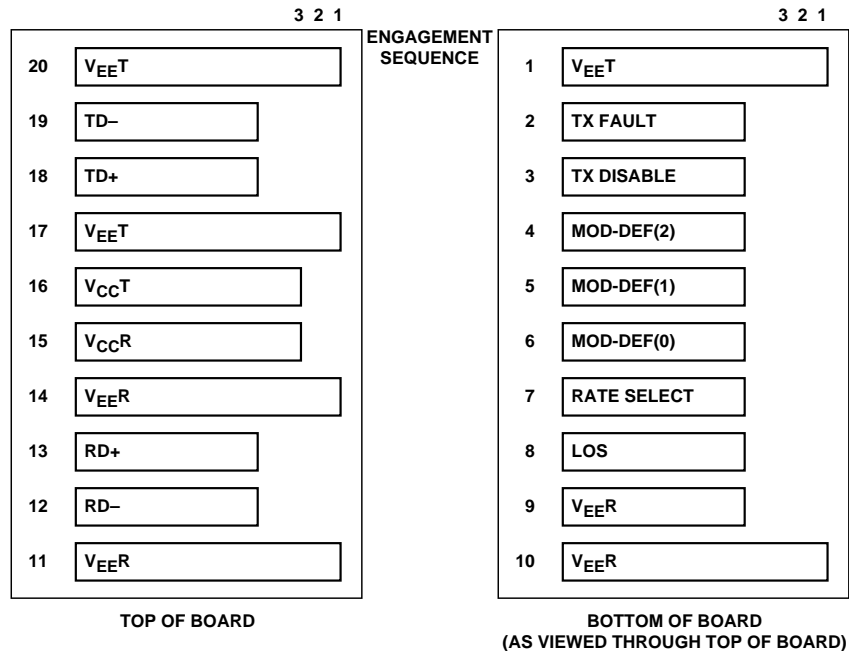 3 2 1
ENGAGEMENT
SEQUENCE
3 2 1
20 VEET
19 TD–
18 TD+
17 VEET
16 VCCT
15 VCCR
14 VEER
13 RD+
12 RD–
11 VEER
TOP OF BOARD
1 VEET
2 TX FAULT
3 TX DISABLE
4 MOD-DEF(2)
5 MOD-DEF(1)
6 MOD-DEF(0)
7 RATE SELECT
8 LOS
9 VEER
10 VEER
BOTTOM OF BOARD
(AS VIEWED THROUGH TOP OF BOARD)